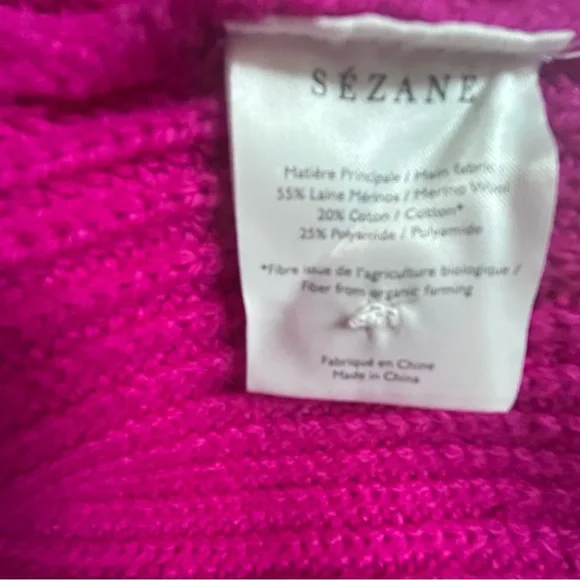 SÉZANE
Matière Principale / Main fabric
55% Laine Mérinos / Merino Wool
20% Coton / Cotton*
25% Polyamide / Polyamide
*Fibre issue de l'agriculture biologique /
Fiber from organic farming
Fabriqué en Chine
Made in China